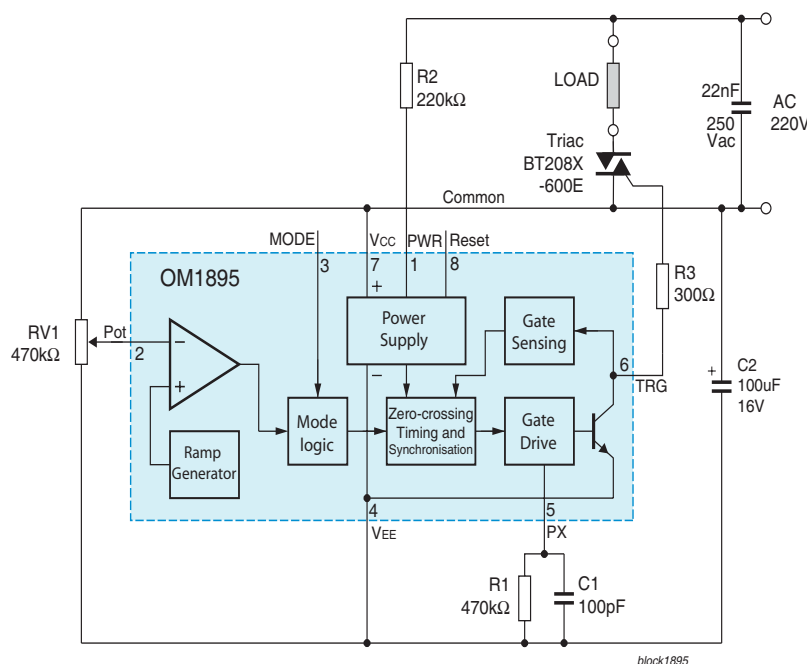 R2
220kΩ
LOAD
22nF
250
Vac
AC
220V
Triac
BT208X
-600E
Common
MODE
3
VCC
7
PWR
1
Reset
8
OM1895
R3
300Ω
RV1
470kΩ
Pot
2
−
+
+
Power
Supply
−
Gate
Sensing
6
TRG
+
C2
100uF
16V
Ramp
Generator
Mode
logic
Zero-crossing
Timing and
Synchronisation
Gate
Drive
4
VEE
5
PX
R1
470kΩ
C1
100pF
block1895